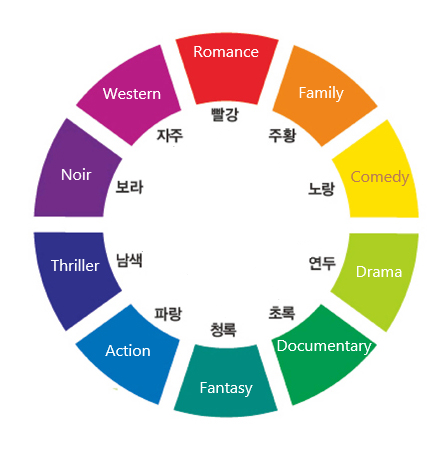 Romance
빨강
Family
주황
Comedy
노랑
Drama
연두
Documentary
초록
Fantasy
청록
Action
파랑
Thriller
남색
Noir
보라
Western
자주